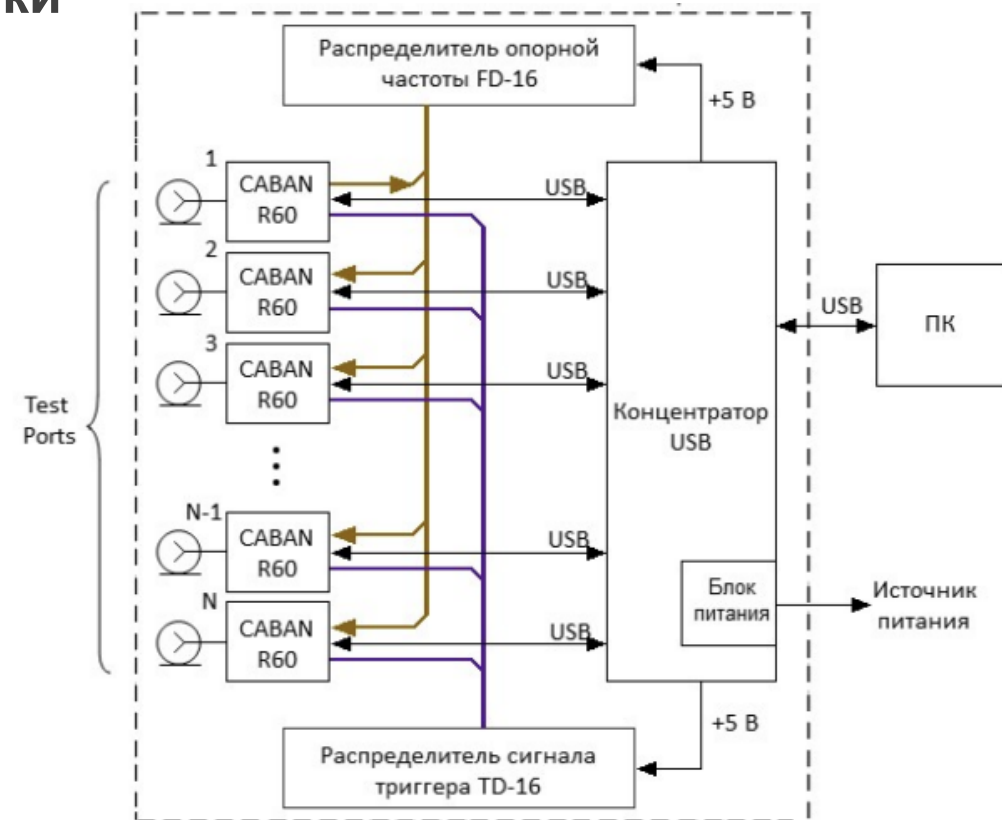 ки
Распределитель опорной
частоты FD-16
+5 В
1
CABAN
R60
USB
2
CABAN
R60
USB
3
CABAN
R60
USB
Test
Ports
Концентратор
USB
USB
ПК
N-1
CABAN
R60
USB
N
CABAN
R60
USB
Блок
питания
Источник
питания
+5 В
Распределитель сигнала
триггера TD-16